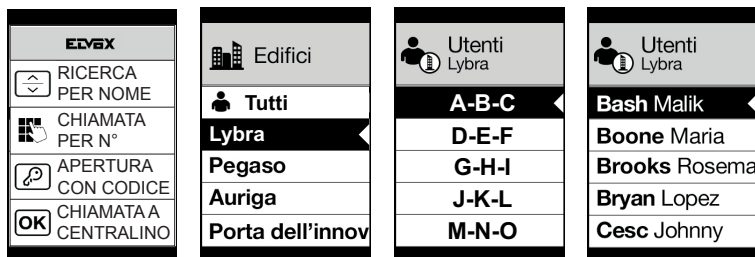 ELVOX
RICERCA
PER NOME
CHIAMATA
PER N°
APERTURA
CON CODICE
OK
CHIAMATA A
CENTRALINO
Edifici
Tutti
Lybra
Pegaso
Auriga
Porta dell'innov
Utenti
Lybra
A-B-C
D-E-F
G-H-I
J-K-L
M-N-O
Utenti
Lybra
Bash Malik
Boone Maria
Brooks Rosema
Bryan Lopez
Cesc Johnny